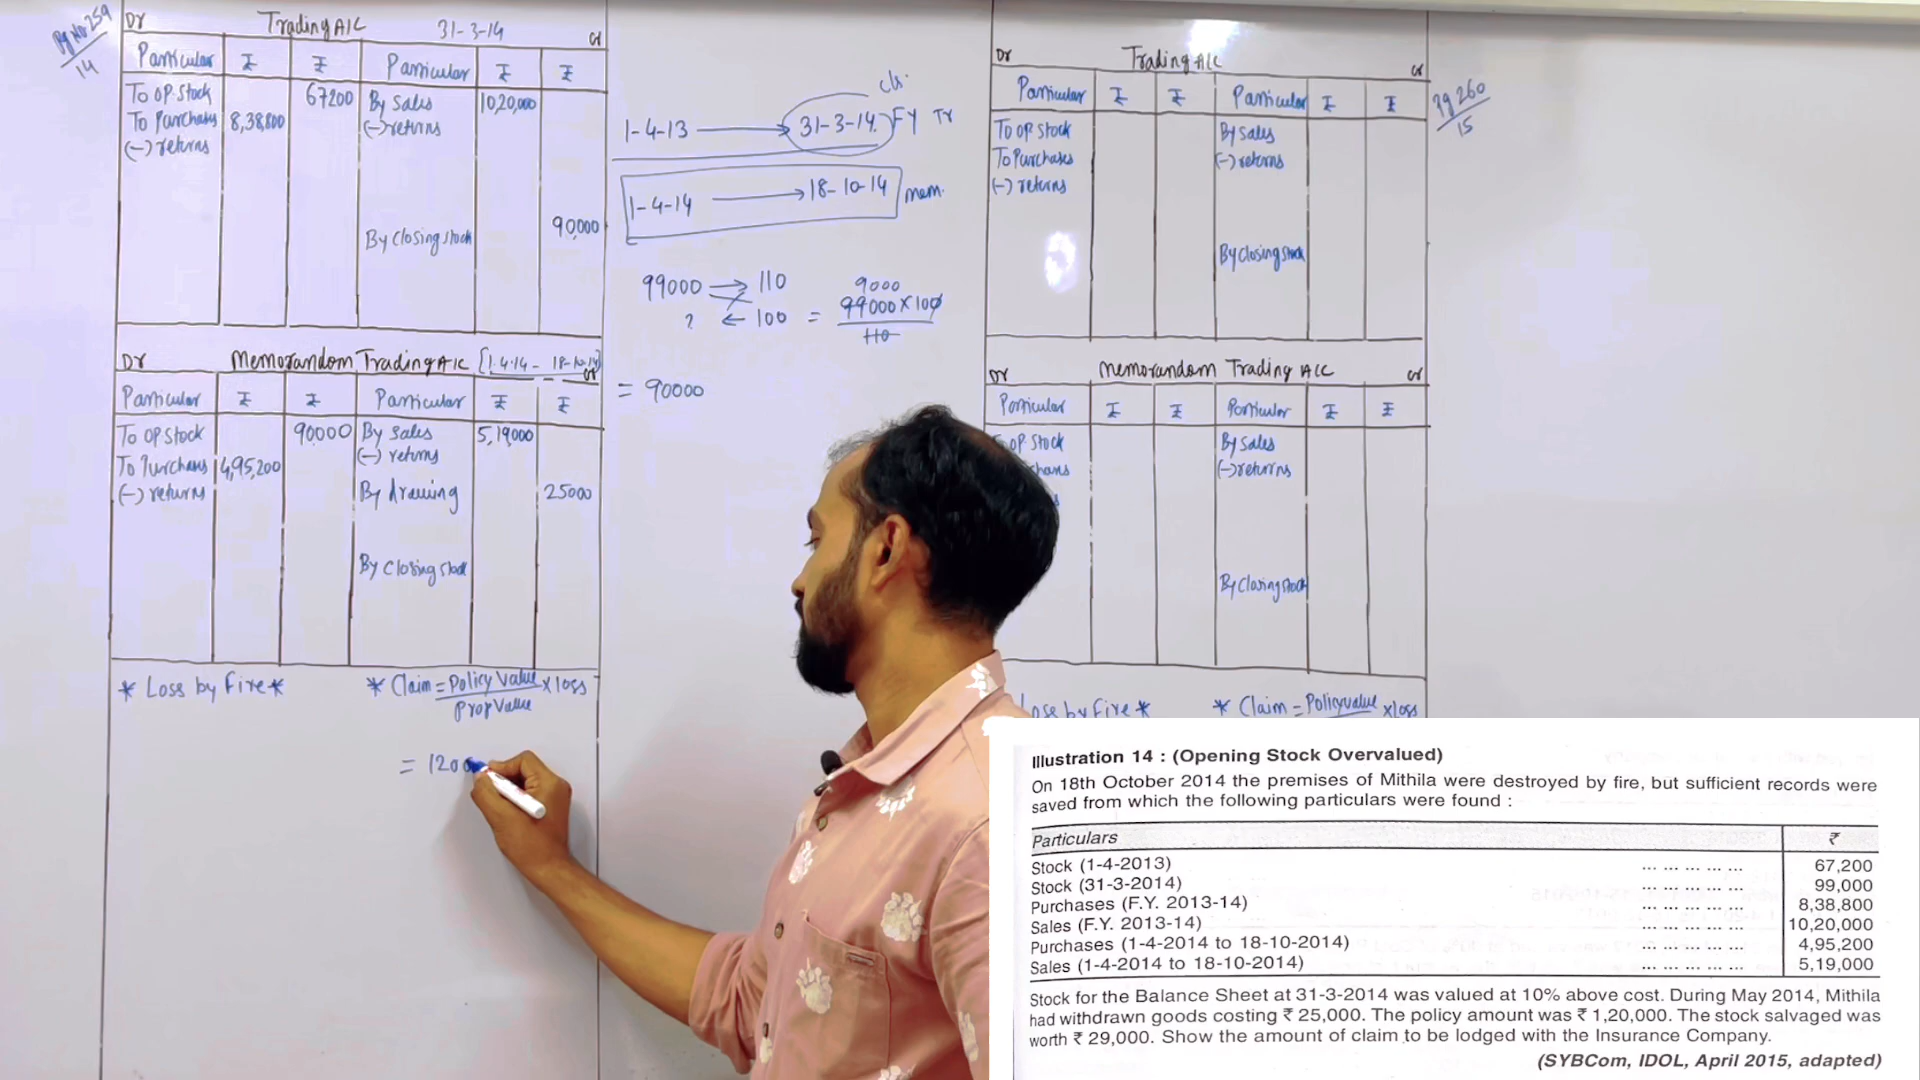 Pg No 259
14
Dr Trading A/C 31-3-14 Cr
Particular ₹ ₹ Particular ₹ ₹
To OP. Stock 67200 By Sales 10,20,000
To Purchases 8,38,800 (-) returns
(-) returns
By Closing stock 90000
Dr Memorandom Trading A/C [1.4.14 - 18-10-14] Cr
Particular ₹ ₹ Particular ₹ ₹
To OP Stock 90000 By Sales 5,19,000
To Purchases 4,95,200 (-) returns
(-) returns By drawing 25000
By Closing stock
* Loss by Fire * * Claim = Policy Value × loss
Prop Value
= 1200
cls.
1-4-13 → 31-3-14. FY Tr
1-4-14 → 18-10-14 mem.
99000 → 110 9000
99000 × 100
? ← 100 =
110
= 90000
Dr Trading A/C Cr
Particular ₹ ₹ Particular ₹ ₹
To OP Stock By Sales
To Purchases (-) returns
(-) returns
By Closing stock
Pg 260
15
Dr Memorandom Trading A/C Cr
Particular ₹ ₹ Particular ₹ ₹
OP. Stock By Sales
(-) returns
By Closing stock
Loss by Fire * * Claim = Policy value × loss
Illustration 14 : (Opening Stock Overvalued)
On 18th October 2014 the premises of Mithila were destroyed by fire, but sufficient records were
saved from which the following particulars were found :
Particulars ₹
Stock (1-4-2013) ... ... ... ... ... 67,200
Stock (31-3-2014) ... ... ... ... ... 99,000
Purchases (F.Y. 2013-14) ... ... ... ... ... 8,38,800
Sales (F.Y. 2013-14) ... ... ... ... ... 10,20,000
Purchases (1-4-2014 to 18-10-2014) ... ... ... ... ... 4,95,200
Sales (1-4-2014 to 18-10-2014) ... ... ... ... ... 5,19,000
Stock for the Balance Sheet at 31-3-2014 was valued at 10% above cost. During May 2014, Mithila
had withdrawn goods costing ₹ 25,000. The policy amount was ₹ 1,20,000. The stock salvaged was
worth ₹ 29,000. Show the amount of claim to be lodged with the Insurance Company.
(SYBCom, IDOL, April 2015, adapted)